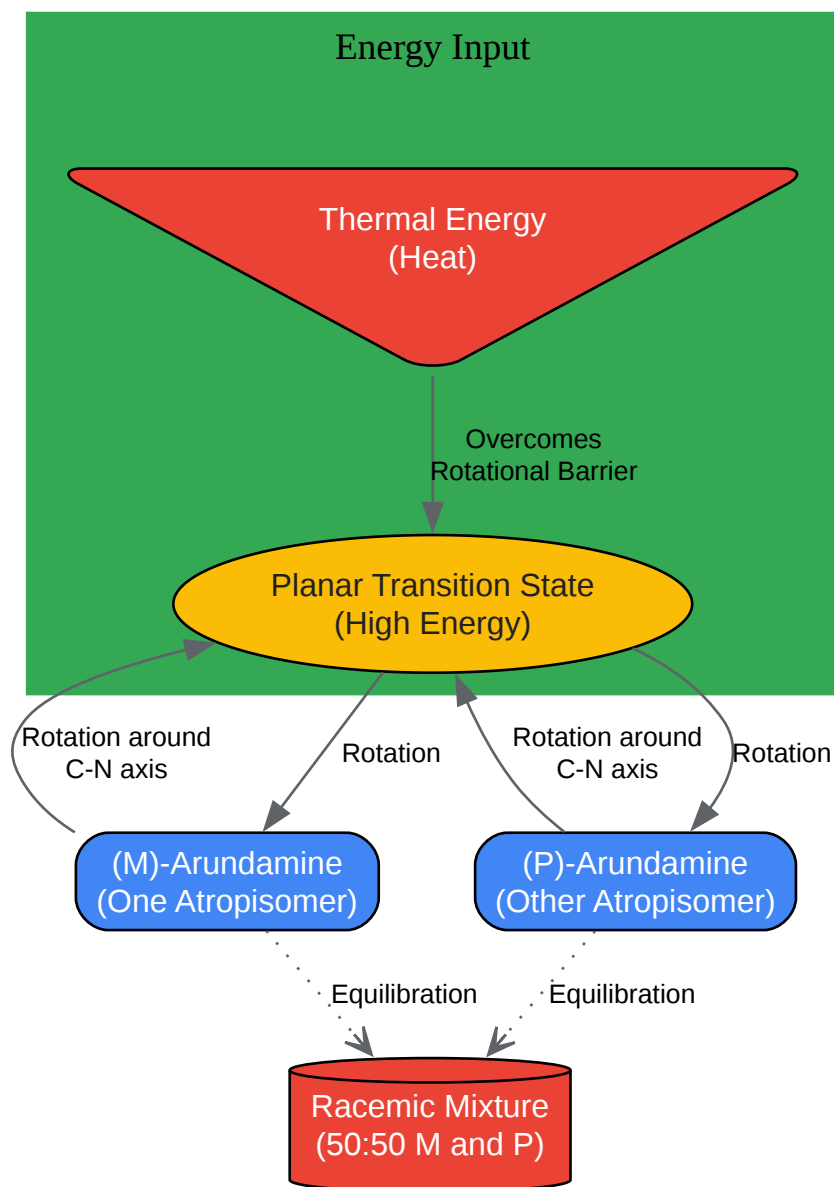 Energy Input
Thermal Energy
(Heat)
Overcomes
Rotational Barrier
Planar Transition State
(High Energy)
Rotation around
C-N axis
Rotation
Rotation around
C-N axis
Rotation
(M)-Arundamine
(One Atropisomer)
(P)-Arundamine
(Other Atropisomer)
Equilibration
Equilibration
Racemic Mixture
(50:50 M and P)